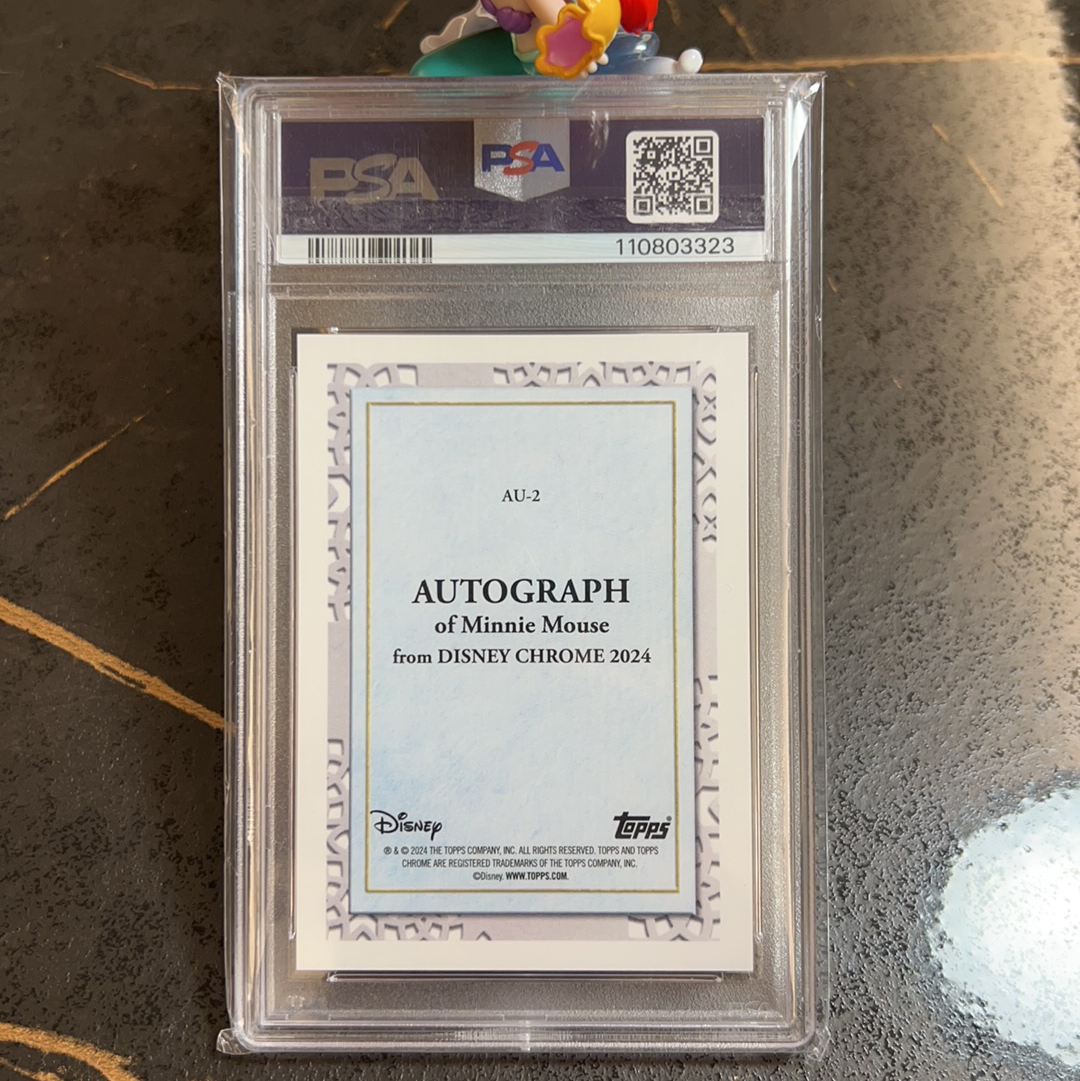 PSA PSA
110803323
AU-2
AUTOGRAPH
of Minnie Mouse
from DISNEY CHROME 2024
Disney topps®
® & © 2024 THE TOPPS COMPANY, INC. ALL RIGHTS RESERVED. TOPPS AND TOPPS
CHROME ARE REGISTERED TRADEMARKS OF THE TOPPS COMPANY, INC.
©Disney. WWW.TOPPS.COM.